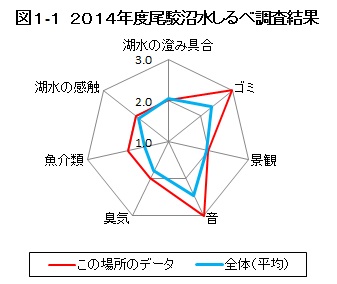 図1-1 2014年度尾駮沼水しるべ調査結果
湖水の澄み具合
3.0
湖水の感触
ゴミ
2.0
魚介類
1.0
景観
臭気
音
この場所のデータ
全体(平均)